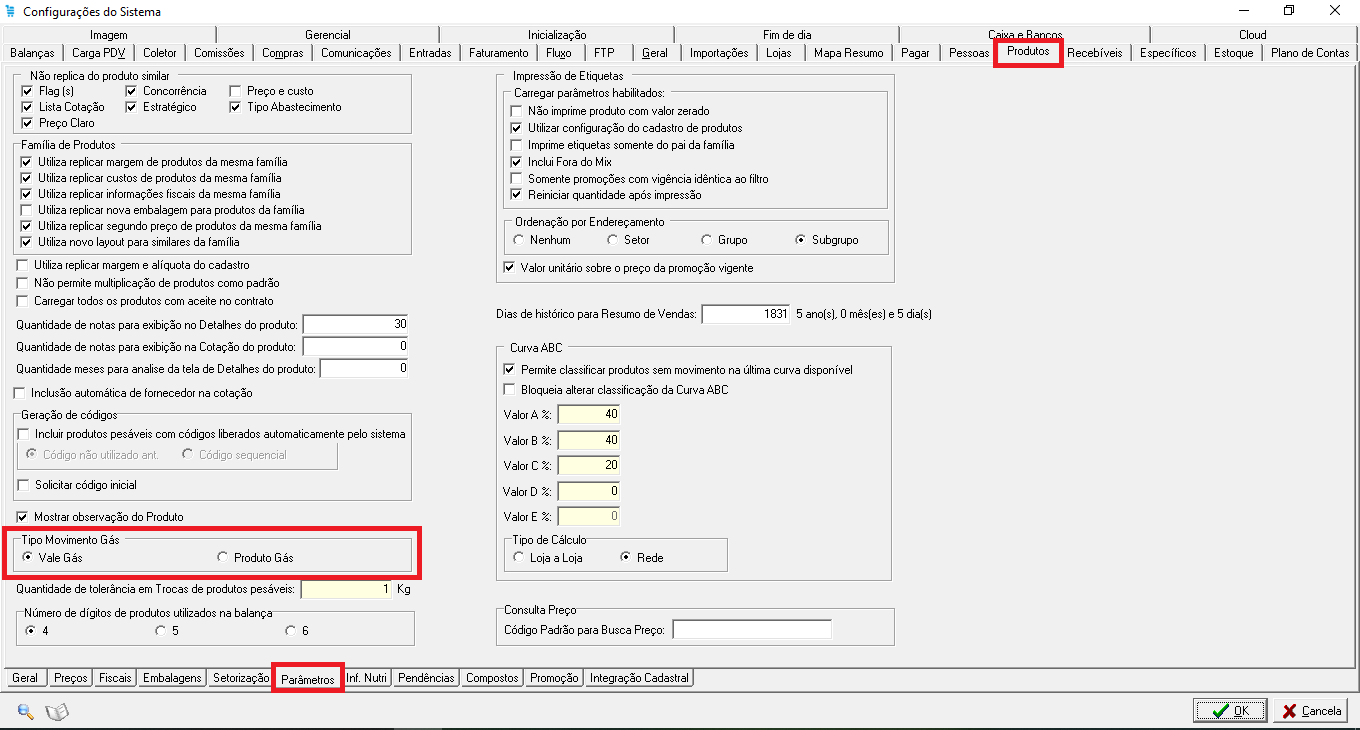 Configurações do Sistema
Imagem Gerencial Inicialização Fim de dia Caixa e Bancos Cloud
Balanças Carga PDV Coletor Comissões Compras Comunicações Entradas Faturamento Fluxo FTP Geral Importações Lojas Mapa Resumo Pagar Pessoas Produtos Recebíveis Específicos Estoque Plano de Contas
Não replica do produto similar
Flag (s) Concorrência Preço e custo
Lista Cotação Estratégico Tipo Abastecimento
Preço Claro
Família de Produtos
Utiliza replicar margem de produtos da mesma família
Utiliza replicar custos de produtos da mesma família
Utiliza replicar informações fiscais da mesma família
Utiliza replicar nova embalagem para produtos da família
Utiliza replicar segundo preço de produtos da mesma família
Utiliza novo layout para similares da família
Utiliza replicar margem e alíquota do cadastro
Não permite multiplicação de produtos como padrão
Carregar todos os produtos com aceite no contrato
Quantidade de notas para exibição no Detalhes do produto: 30
Quantidade de notas para exibição na Cotação do produto: 0
Quantidade meses para analise da tela de Detalhes do produto: 0
Inclusão automática de fornecedor na cotação
Geração de códigos
Incluir produtos pesáveis com códigos liberados automaticamente pelo sistema
Código não utilizado ant. Código sequencial
Solicitar código inicial
Mostrar observação do Produto
Tipo Movimento Gás
Vale Gás Produto Gás
Quantidade de tolerância em Trocas de produtos pesáveis: 1 Kg
Número de dígitos de produtos utilizados na balança
4 5 6
Impressão de Etiquetas
Carregar parâmetros habilitados:
Não imprime produto com valor zerado
Utilizar configuração do cadastro de produtos
Imprime etiquetas somente do pai da família
Inclui Fora do Mix
Somente promoções com vigência idêntica ao filtro
Reiniciar quantidade após impressão
Ordenação por Endereçamento
Nenhum Setor Grupo Subgrupo
Valor unitário sobre o preço da promoção vigente
Dias de histórico para Resumo de Vendas: 1831 5 ano(s), 0 mês(es) e 5 dia(s)
Curva ABC
Permite classificar produtos sem movimento na última curva disponível
Bloqueia alterar classificação da Curva ABC
Valor A %: 40
Valor B %: 40
Valor C %: 20
Valor D %: 0
Valor E %: 0
Tipo de Cálculo
Loja a Loja Rede
Consulta Preço
Código Padrão para Busca Preço:
Geral Preços Fiscais Embalagens Setorização Parâmetros Inf. Nutri Pendências Compostos Promoção Integração Cadastral
OK Cancela